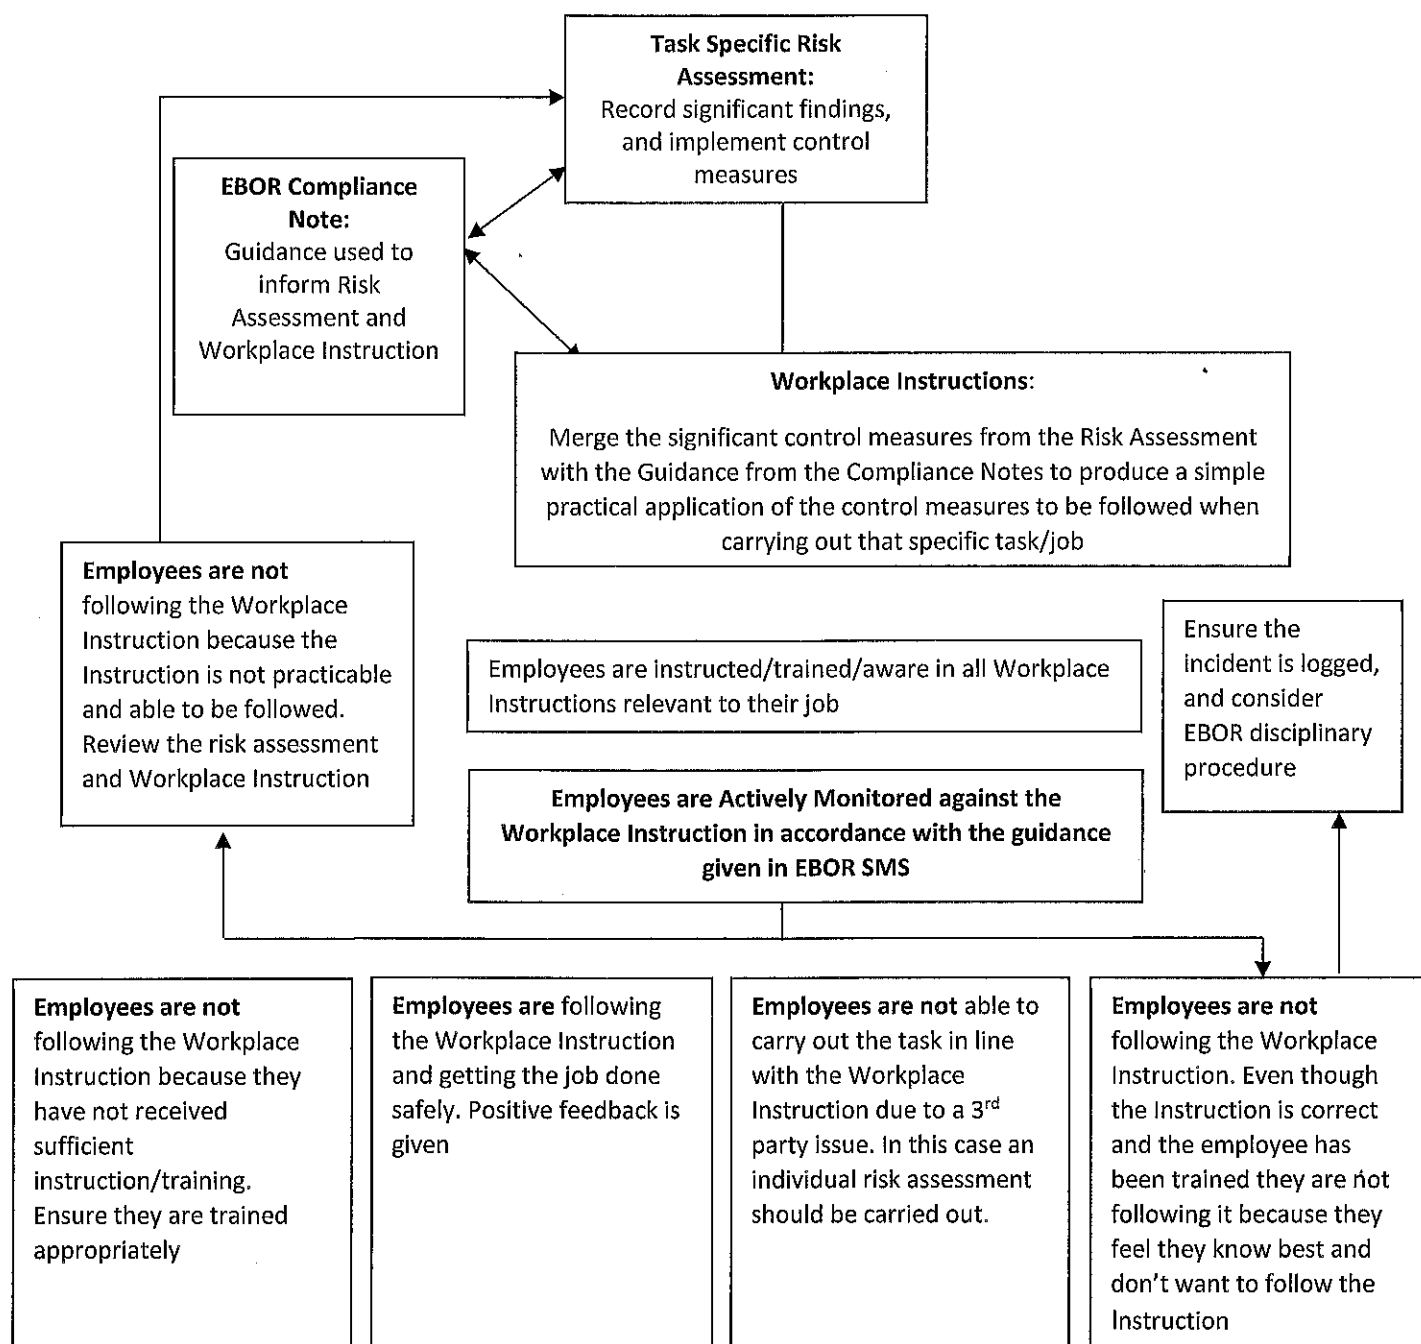 Task Specific Risk
Assessment:
Record significant findings,
and implement control
measures
EBOR Compliance
Note:
Guidance used to
inform Risk
Assessment and
Workplace Instruction
Workplace Instructions:
Merge the significant control measures from the Risk Assessment
with the Guidance from the Compliance Notes to produce a simple
practical application of the control measures to be followed when
carrying out that specific task/job
Employees are not
following the Workplace
Instruction because the
Instruction is not practicable
and able to be followed.
Review the risk assessment
and Workplace Instruction
Employees are instructed/trained/aware in all Workplace
Instructions relevant to their job
Ensure the
incident is logged,
and consider
EBOR disciplinary
procedure
Employees are Actively Monitored against the
Workplace Instruction in accordance with the guidance
given in EBOR SMS
Employees are not
following the Workplace
Instruction because they
have not received
sufficient
instruction/training.
Ensure they are trained
appropriately
Employees are following
the Workplace Instruction
and getting the job done
safely. Positive feedback is
given
Employees are not able to
carry out the task in line
with the Workplace
Instruction due to a 3rd
party issue. In this case an
individual risk assessment
should be carried out.
Employees are not
following the Workplace
Instruction. Even though
the Instruction is correct
and the employee has
been trained they are not
following it because they
feel they know best and
don't want to follow the
Instruction